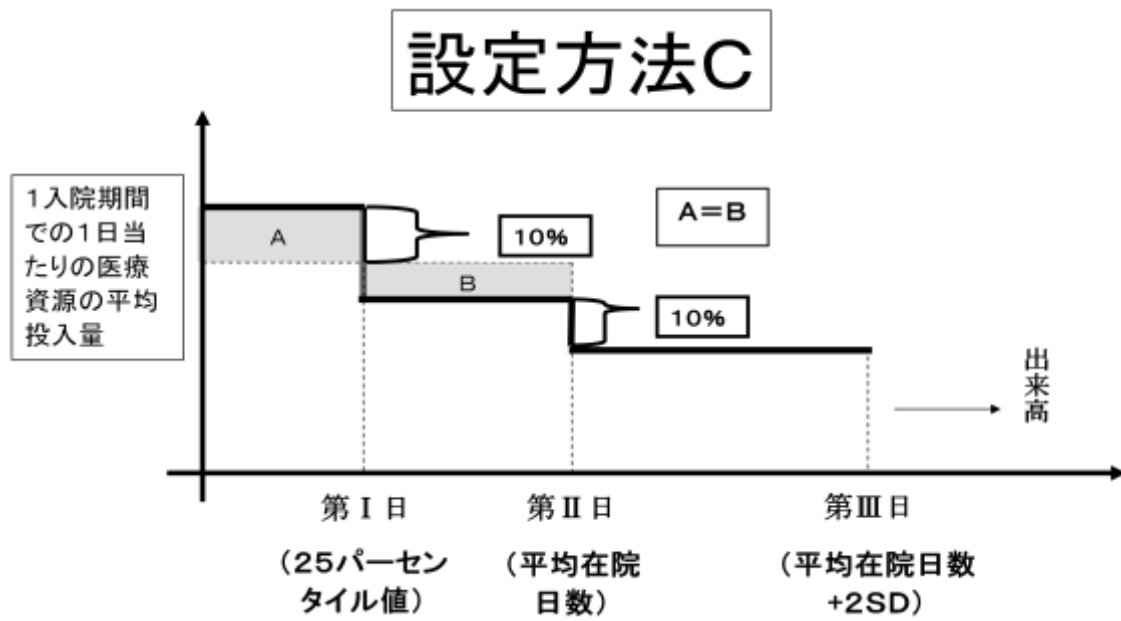 設定方法C
1入院期間
での1日当
たりの医療
資源の平均
投入量
A
10%
A=B
B
10%
出来高
第Ⅰ日
第Ⅱ日
第Ⅲ日
(25パーセン
タイル値)
(平均在院
日数)
(平均在院日数
+2SD)